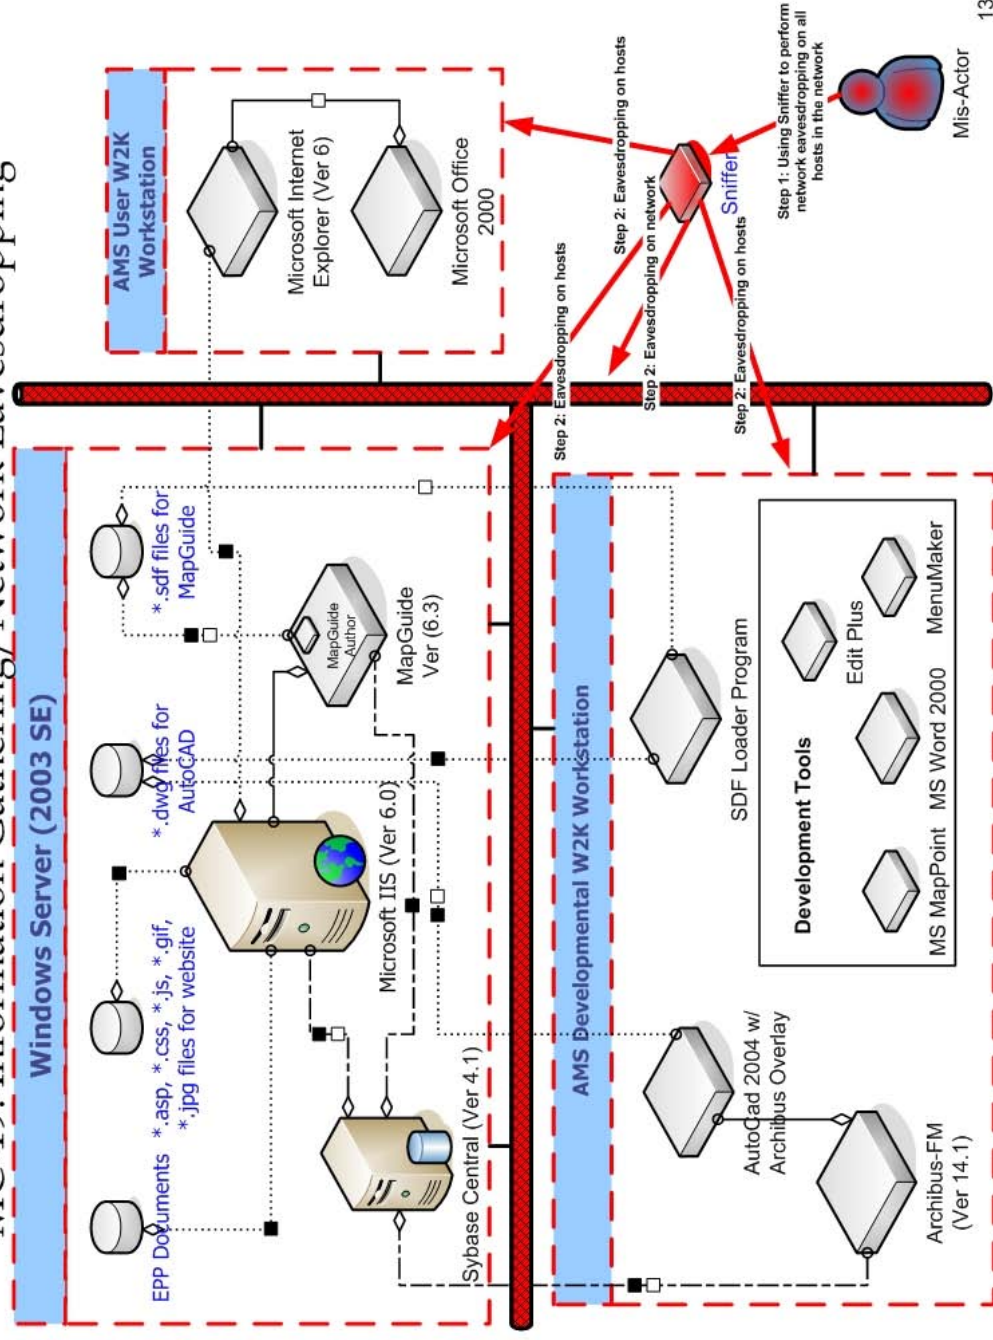 MC 19: Information Gathering/Network Eavesdropping
Windows Server (2003 SE)
EPP Documents
*.asp, *.css, *.js, *.gif,
*.jpg files for website
*.dwg files for
AutoCAD
*.sdf files for
MapGuide
Sybase Central (Ver 4.1)
Microsoft IIS (Ver 6.0)
MapGuide
Author
MapGuide
Ver (6.3)
AMS User W2K
Workstation
Microsoft Internet
Explorer (Ver 6)
Microsoft Office
2000
AMS Developmental W2K Workstation
AutoCad 2004 w/
Archibus Overlay
Archibus-FM
(Ver 14.1)
SDF Loader Program
Development Tools
Edit Plus
MS MapPoint
MS Word 2000
MenuMaker
Step 2: Eavesdropping on hosts
Step 2: Eavesdropping on hosts
Step 2: Eavesdropping on network
Step 2: Eavesdropping on hosts
Sniffer
Step 1: Using Sniffer to perform
network eavesdropping on all
hosts in the network
Mis-Actor
13